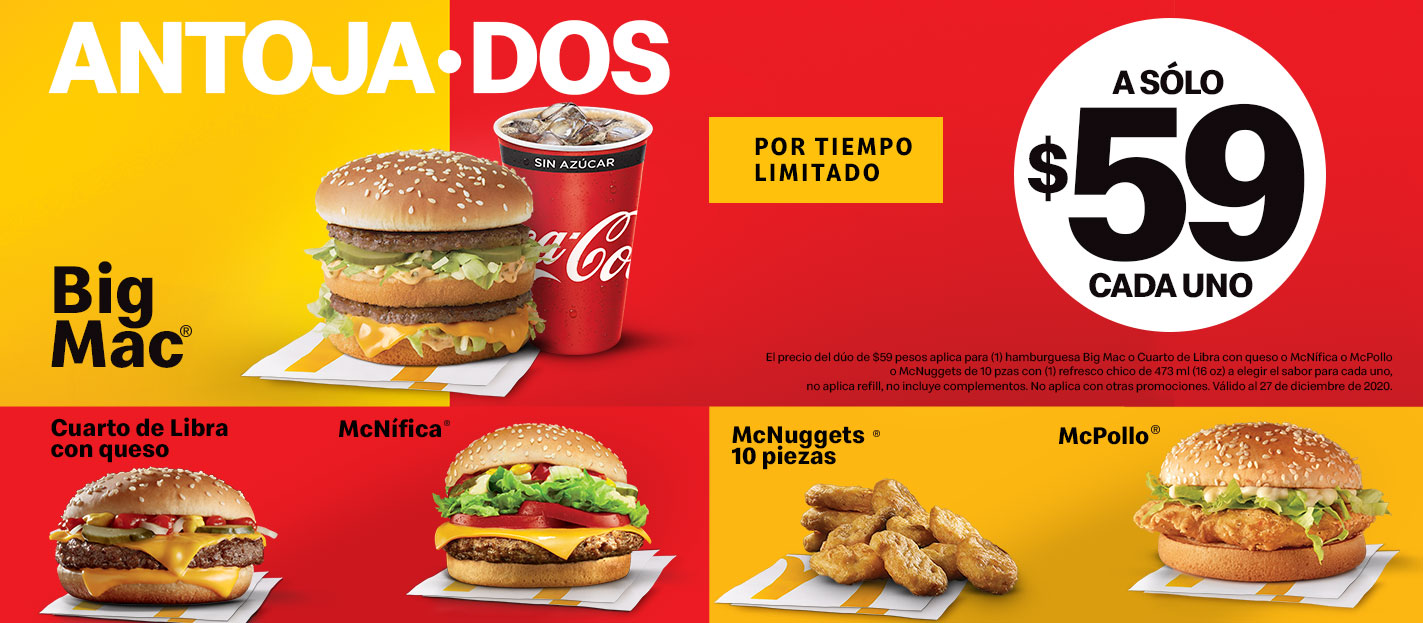 ANTOJA•DOS
SIN AZÚCAR
Coca-Cola
Big
Mac®
POR TIEMPO
LIMITADO
A SÓLO
$59
CADA UNO
El precio del dúo de $59 pesos aplica para (1) hamburguesa Big Mac o Cuarto de Libra con queso o McNífica o McPollo
o McNuggets de 10 pzas con (1) refresco chico de 473 ml (16 oz) a elegir el sabor para cada uno,
no aplica refill, no incluye complementos. No aplica con otras promociones. Válido al 27 de diciembre de 2020.
Cuarto de Libra
con queso
McNífica®
McNuggets®
10 piezas
McPollo®